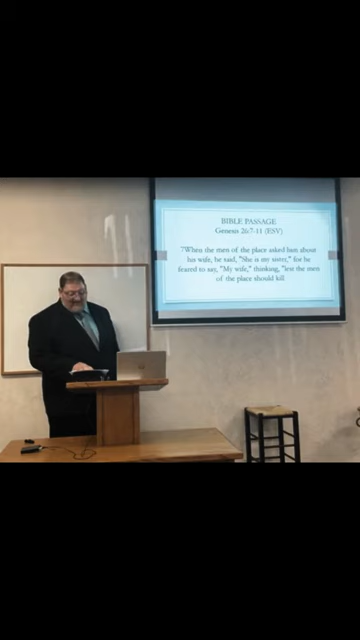 BIBLE PASSAGE
Genesis 26:7-11 (ESV)
7When the men of the place asked him about
his wife, he said, "She is my sister," for he
feared to say, "My wife," thinking, "lest the men
of the place should kill